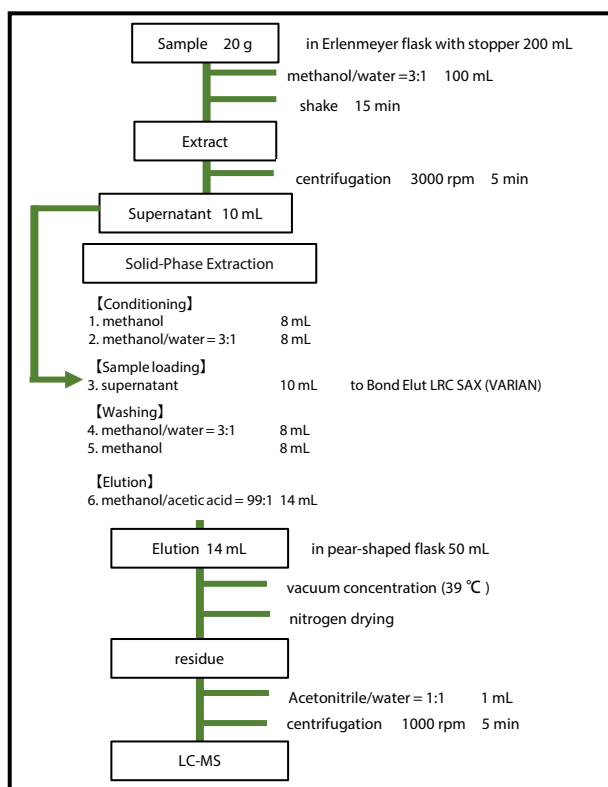 Sample 20 g in Erlenmeyer flask with stopper 200 mL
methanol/water =3:1 100 mL
shake 15 min
Extract
centrifugation 3000 rpm 5 min
Supernatant 10 mL
Solid-Phase Extraction
【Conditioning】
1. methanol 8 mL
2. methanol/water = 3:1 8 mL
【Sample loading】
3. supernatant 10 mL to Bond Elut LRC SAX (VARIAN)
【Washing】
4. methanol/water = 3:1 8 mL
5. methanol 8 mL
【Elution】
6. methanol/acetic acid = 99:1 14 mL
Elution 14 mL in pear-shaped flask 50 mL
vacuum concentration (39 ℃ )
nitrogen drying
residue
Acetonitrile/water = 1:1 1 mL
centrifugation 1000 rpm 5 min
LC-MS